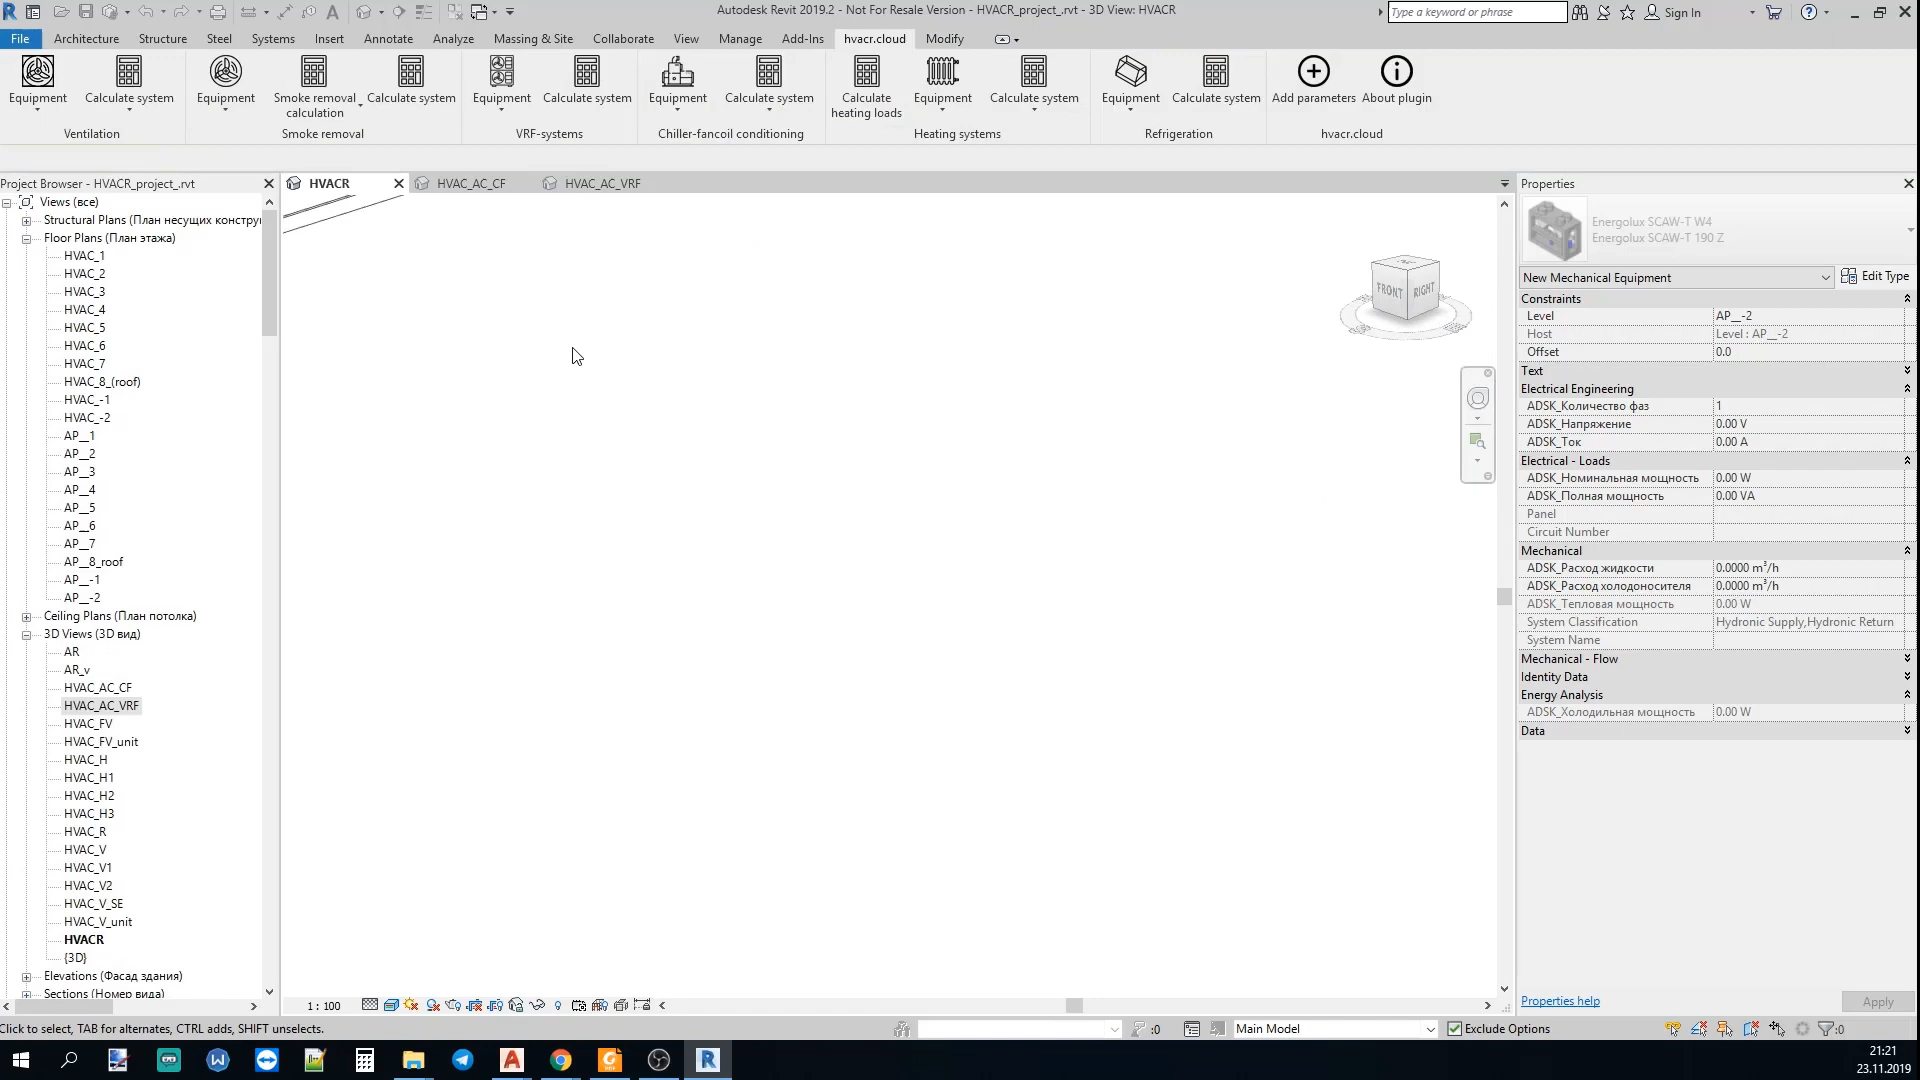 Autodesk Revit 2019.2 - Not For Resale Version - HVACR_project_.rvt - 3D View: HVACR
Type a keyword or phrase
Sign In
File Architecture Structure Steel Systems Insert Annotate Analyze Massing & Site Collaborate View Manage Add-Ins hvacr.cloud Modify
Equipment Calculate system Equipment Smoke removal calculation Calculate system Equipment Calculate system Equipment Calculate system Calculate heating loads Equipment Calculate system Equipment Calculate system Add parameters About plugin
Ventilation Smoke removal VRF-systems Chiller-fancoil conditioning Heating systems Refrigeration hvacr.cloud
Project Browser - HVACR_project_.rvt
HVACR HVAC_AC_CF HVAC_AC_VRF
Views (все)
Structural Plans (План несущих констру
Floor Plans (План этажа)
HVAC_1
HVAC_2
HVAC_3
HVAC_4
HVAC_5
HVAC_6
HVAC_7
HVAC_8_(roof)
HVAC_-1
HVAC_-2
AP__1
AP__2
AP__3
AP__4
AP__5
AP__6
AP__7
AP__8_roof
AP__-1
AP__-2
Ceiling Plans (План потолка)
3D Views (3D вид)
AR
AR_v
HVAC_AC_CF
HVAC_AC_VRF
HVAC_FV
HVAC_FV_unit
HVAC_H
HVAC_H1
HVAC_H2
HVAC_H3
HVAC_R
HVAC_V
HVAC_V1
HVAC_V2
HVAC_V_SE
HVAC_V_unit
HVACR
{3D}
Elevations (Фасад здания)
Sections (Номер вида)
FRONT RIGHT
Properties
Energolux SCAW-T W4
Energolux SCAW-T 190 Z
New Mechanical Equipment Edit Type
Constraints
Level AP__-2
Host Level : AP__-2
Offset 0.0
Text
Electrical Engineering
ADSK_Количество фаз 1
ADSK_Напряжение 0.00 V
ADSK_Ток 0.00 A
Electrical - Loads
ADSK_Номинальная мощность 0.00 W
ADSK_Полная мощность 0.00 VA
Panel
Circuit Number
Mechanical
ADSK_Расход жидкости 0.0000 m³/h
ADSK_Расход холодоносителя 0.0000 m³/h
ADSK_Тепловая мощность 0.00 W
System Classification Hydronic Supply,Hydronic Return
System Name
Mechanical - Flow
Identity Data
Energy Analysis
ADSK_Холодильная мощность 0.00 W
Data
Properties help Apply
1 : 100
Click to select, TAB for alternates, CTRL adds, SHIFT unselects.
:0 Main Model Exclude Options :0
21:21
23.11.2019